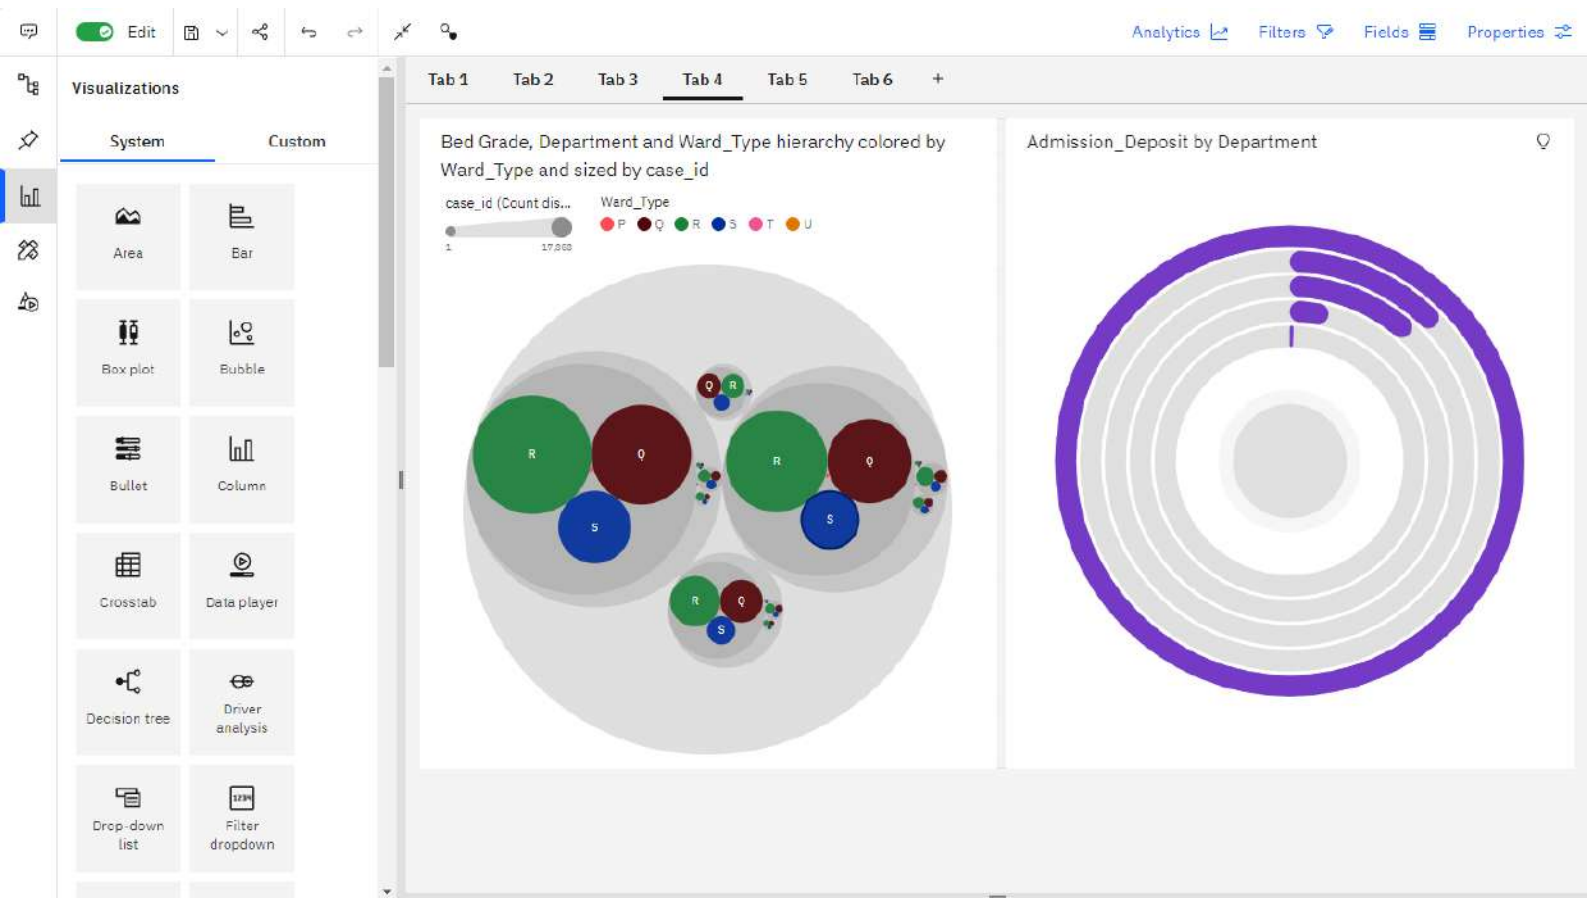 Edit
Analytics
Filters
Fields
Properties
Visualizations
System
Custom
Area
Bar
Box plot
Bubble
Bullet
Column
Crosstab
Data player
Decision tree
Driver
analysis
Drop-down
list
1234
Filter
dropdown
Tab 1
Tab 2
Tab 3
Tab 4
Tab 5
Tab 6
+
Bed Grade, Department and Ward_Type hierarchy colored by
Ward_Type and sized by case_id
case_id (Count dis...
1
Ward_Type
P Q R S T U
Q R
R Q
S
R Q
S
R Q
S
Admission_Deposit by Department